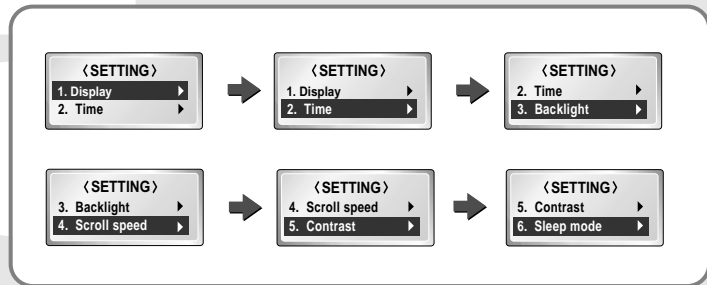 〈SETTING〉
1. Display
2. Time
〈SETTING〉
1. Display
2. Time
〈SETTING〉
2. Time
3. Backlight
〈SETTING〉
3. Backlight
4. Scroll speed
〈SETTING〉
4. Scroll speed
5. Contrast
〈SETTING〉
5. Contrast
6. Sleep mode